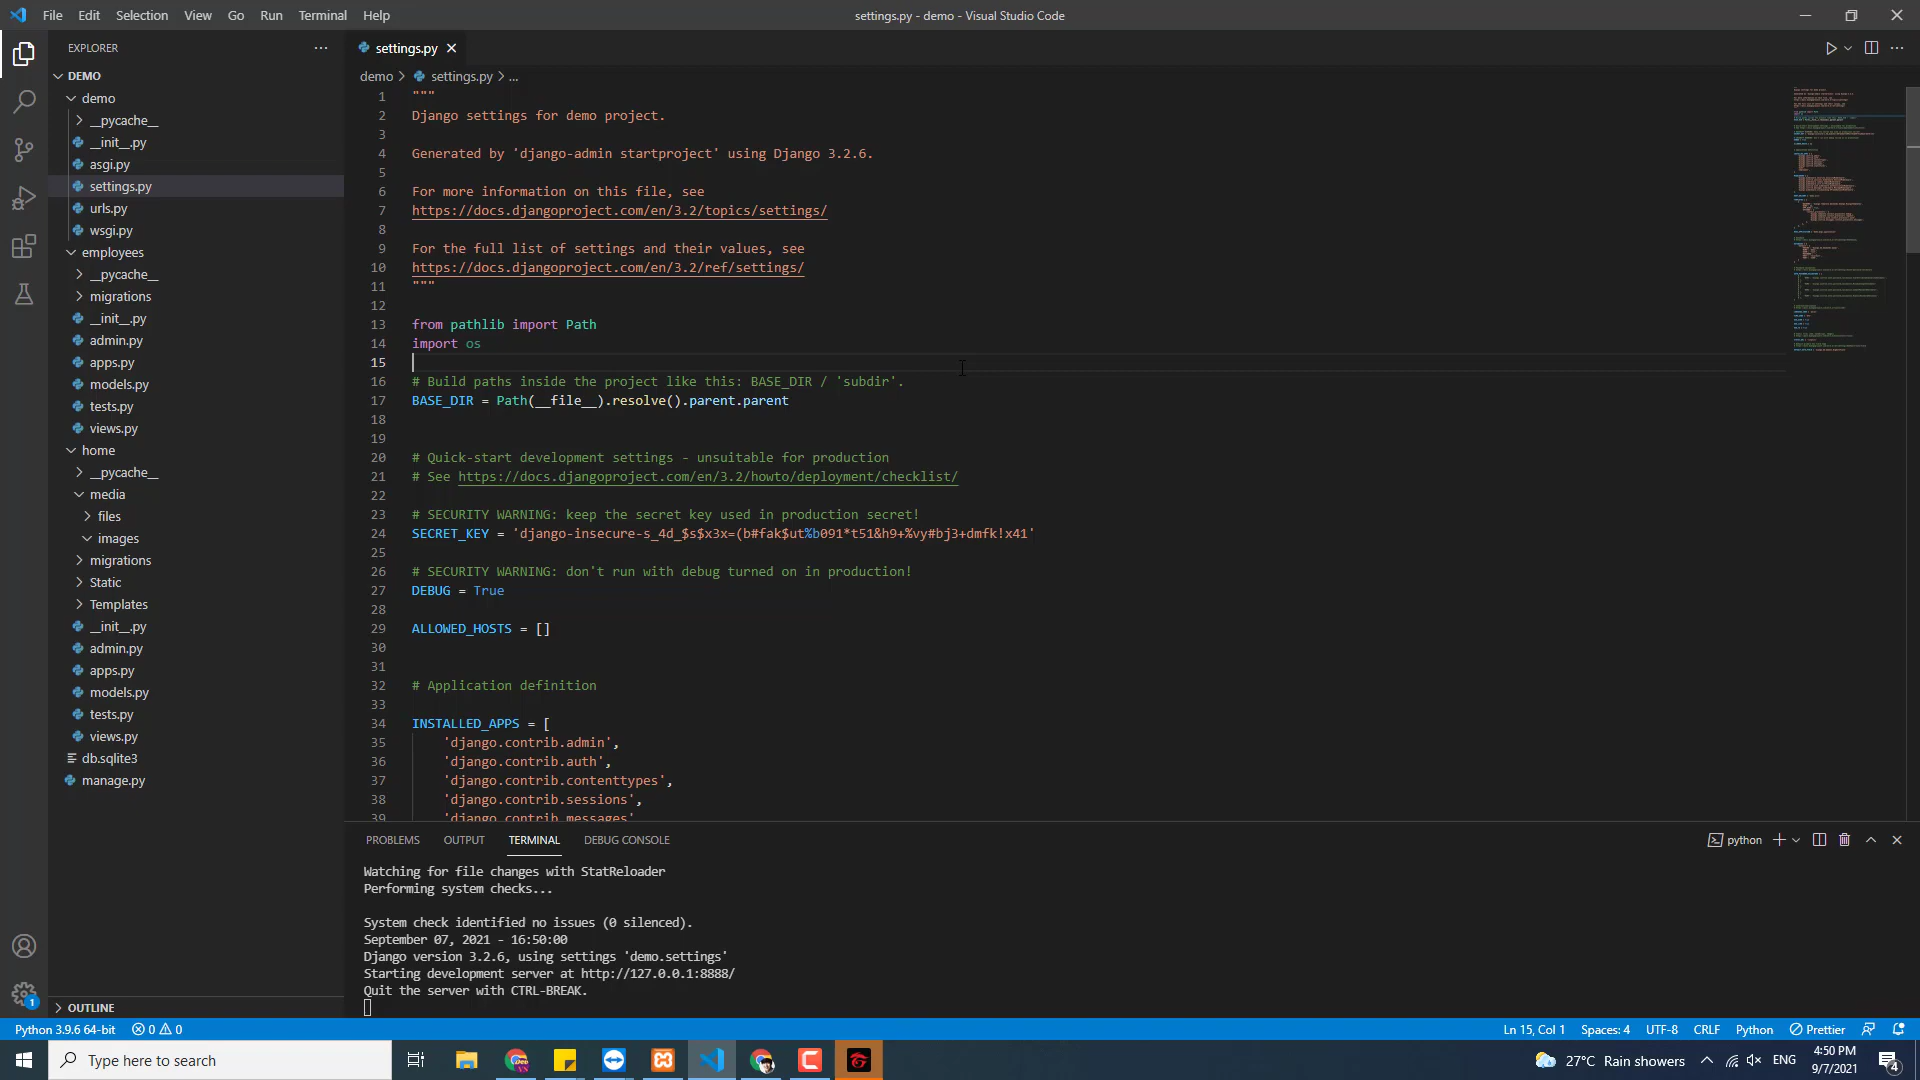 File Edit Selection View Go Run Terminal Help
settings.py - demo - Visual Studio Code
EXPLORER
DEMO
demo
__pycache__
__init__.py
asgi.py
settings.py
urls.py
wsgi.py
employees
__pycache__
migrations
__init__.py
admin.py
apps.py
models.py
tests.py
views.py
home
__pycache__
media
files
images
migrations
Static
Templates
__init__.py
admin.py
apps.py
models.py
tests.py
views.py
db.sqlite3
manage.py
OUTLINE
settings.py
demo > settings.py > ...
1 """
2 Django settings for demo project.
3
4 Generated by 'django-admin startproject' using Django 3.2.6.
5
6 For more information on this file, see
7 https://docs.djangoproject.com/en/3.2/topics/settings/
8
9 For the full list of settings and their values, see
10 https://docs.djangoproject.com/en/3.2/ref/settings/
11 """
12
13 from pathlib import Path
14 import os
15
16 # Build paths inside the project like this: BASE_DIR / 'subdir'.
17 BASE_DIR = Path(__file__).resolve().parent.parent
18
19
20 # Quick-start development settings - unsuitable for production
21 # See https://docs.djangoproject.com/en/3.2/howto/deployment/checklist/
22
23 # SECURITY WARNING: keep the secret key used in production secret!
24 SECRET_KEY = 'django-insecure-s_4d_$s$x3x=(b#fak$ut%b091*t51&h9+%vy#bj3+dmfk!x41'
25
26 # SECURITY WARNING: don't run with debug turned on in production!
27 DEBUG = True
28
29 ALLOWED_HOSTS = []
30
31
32 # Application definition
33
34 INSTALLED_APPS = [
35 'django.contrib.admin',
36 'django.contrib.auth',
37 'django.contrib.contenttypes',
38 'django.contrib.sessions',
39 'django.contrib.messages'
PROBLEMS OUTPUT TERMINAL DEBUG CONSOLE
python
Watching for file changes with StatReloader
Performing system checks...
System check identified no issues (0 silenced).
September 07, 2021 - 16:50:00
Django version 3.2.6, using settings 'demo.settings'
Starting development server at http://127.0.0.1:8888/
Quit the server with CTRL-BREAK.
Python 3.9.6 64-bit 0 0
Ln 15, Col 1 Spaces: 4 UTF-8 CRLF Python Prettier
1
Type here to search
27°C Rain showers
ENG
4:50 PM
9/7/2021
4